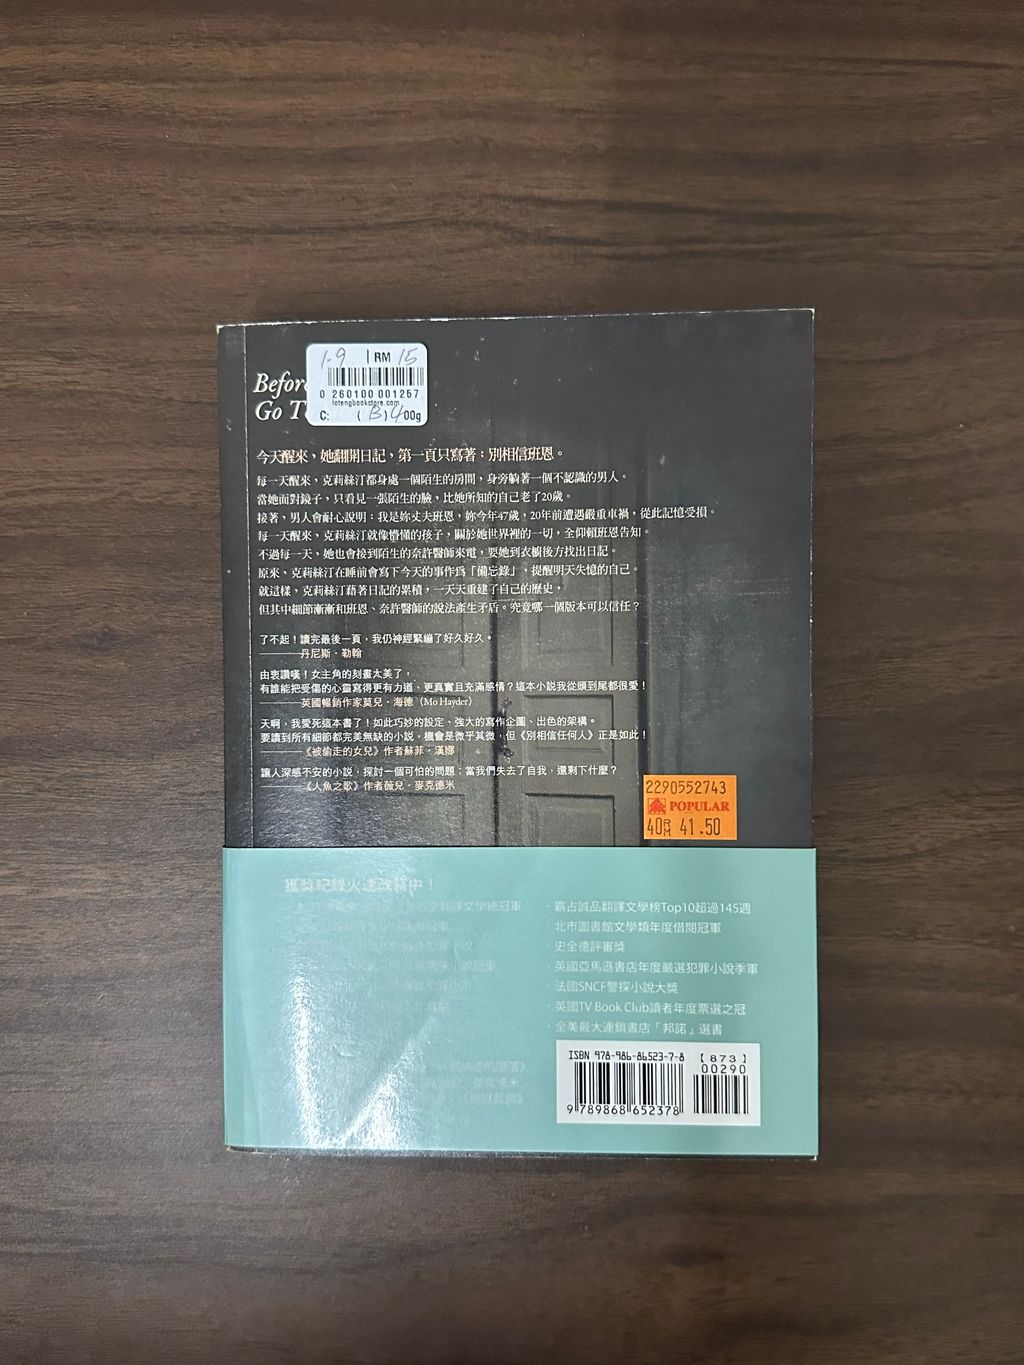 1-9 | RM 15
0 260100 001257
lotengbookstore.com
C: (B) 400g
Before
Go T
今天醒來，她翻開日記，第一頁只寫著：別相信班恩。
每一天醒來，克莉絲汀都身處一個陌生的房間，身旁躺著一個不認識的男人。
當她面對鏡子，只看見一張陌生的臉，比她所知的自己老了20歲。
接著，男人會耐心說明：我是妳丈夫班恩，妳今年47歲，20年前遭遇嚴重車禍，從此記憶受損。
每一天醒來，克莉絲汀就像懵懂的孩子，關於她世界裡的一切，全仰賴班恩告知。
不過每一天，她也會接到陌生的奈許醫師來電，要她到衣櫥後方找出日記。
原來，克莉絲汀在睡前會寫下今天的事作為「備忘錄」，提醒明天失憶的自己。
就這樣，克莉絲汀藉著日記的累積，一天天重建了自己的歷史，
但其中細節漸漸和班恩、奈許醫師的說法產生矛盾。究竟哪一個版本可以信任？
了不起！讀完最後一頁，我仍神經緊繃了好久好久。
———丹尼斯・勒翰
由衷讚嘆！女主角的刻畫太美了，
有誰能把受傷的心靈寫得更有力道、更真實且充滿感情？這本小說我從頭到尾都很愛！
———英國暢銷作家莫兒・海德（Mo Hayder）
天啊，我愛死這本書了！如此巧妙的設定、強大的寫作企圖、出色的架構。
要讀到所有細節都完美無缺的小說，機會是微乎其微，但《別相信任何人》正是如此！
———《被偷走的女兒》作者蘇菲・漢娜
讓人深感不安的小說，探討一個可怕的問題：當我們失去了自我，還剩下什麼？
———《人魚之歌》作者薇兒・麥克德米
2290552743
POPULAR
40 RM 41.50
獲獎紀錄火速改寫中！
文學翻譯文學總冠軍
・霸占誠品翻譯文學榜Top10超過145週
・北市圖書館文學類年度借閱冠軍
・史全德評審獎
・英國亞馬遜書店年度嚴選犯罪小說季軍
・法國SNCF警探小說大獎
・英國TV Book Club讀者年度票選之冠
・全美最大連鎖書店「邦諾」選書
ISBN 978-986-86523-7-8 【873】
00290
9 789868 652378